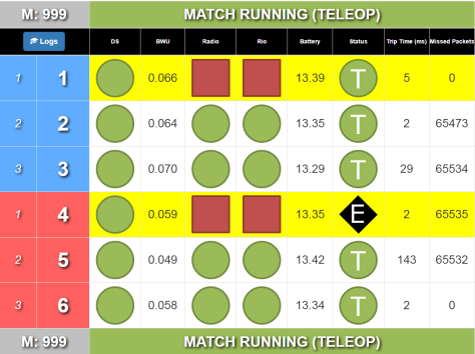 M: 999 MATCH RUNNING (TELEOP)
Logs DS BWU Radio Rio Battery Status Trip Time (ms) Missed Packets
1 1 0.066 13.39 T 5 0
2 2 0.064 13.35 T 2 65473
3 3 0.070 13.29 T 29 65534
1 4 0.059 13.35 E 2 65535
2 5 0.049 13.42 T 143 65532
3 6 0.058 13.34 T 2 0
M: 999 MATCH RUNNING (TELEOP)